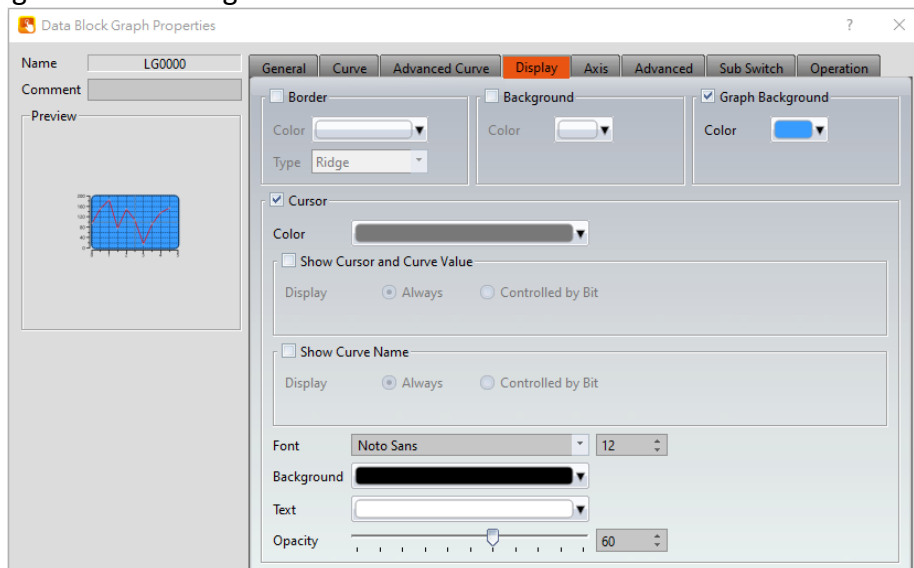 Data Block Graph Properties
?
Name LG0000
Comment
Preview
General Curve Advanced Curve Display Axis Advanced Sub Switch Operation
Border
Color
Type Ridge
Background
Color
Graph Background
Color
Cursor
Color
Show Cursor and Curve Value
Display Always Controlled by Bit
Show Curve Name
Display Always Controlled by Bit
Font Noto Sans 12
Background
Text
Opacity 60